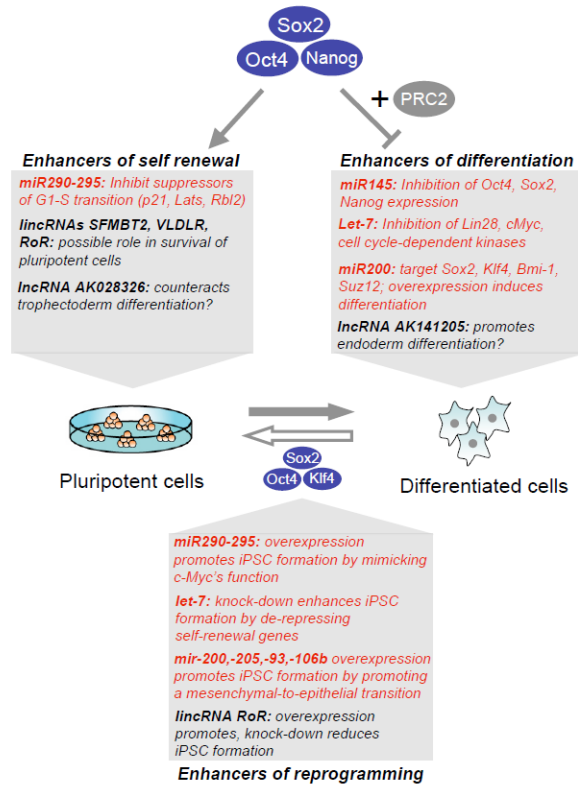 Sox2
Oct4
Nanog
+
PRC2
Enhancers of self renewal
miR290-295: Inhibit suppressors
of G1-S transition (p21, Lats, Rbl2)
lincRNAs SFMBT2, VLDLR,
RoR: possible role in survival of
pluripotent cells
lncRNA AK028326: counteracts
trophectoderm differentiation?
Enhancers of differentiation
miR145: Inhibition of Oct4, Sox2,
Nanog expression
Let-7: Inhibition of Lin28, cMyc,
cell cycle-dependent kinases
miR200: target Sox2, Klf4, Bmi-1,
Suz12; overexpression induces
differentiation
lncRNA AK141205: promotes
endoderm differentiation?
Pluripotent cells
Differentiated cells
Sox2
Oct4
Klf4
miR290-295: overexpression
promotes iPSC formation by mimicking
c-Myc's function
let-7: knock-down enhances iPSC
formation by de-repressing
self-renewal genes
mir-200,-205,-93,-106b overexpression
promotes iPSC formation by promoting
a mesenchymal-to-epithelial transition
lincRNA RoR: overexpression
promotes, knock-down reduces
iPSC formation
Enhancers of reprogramming